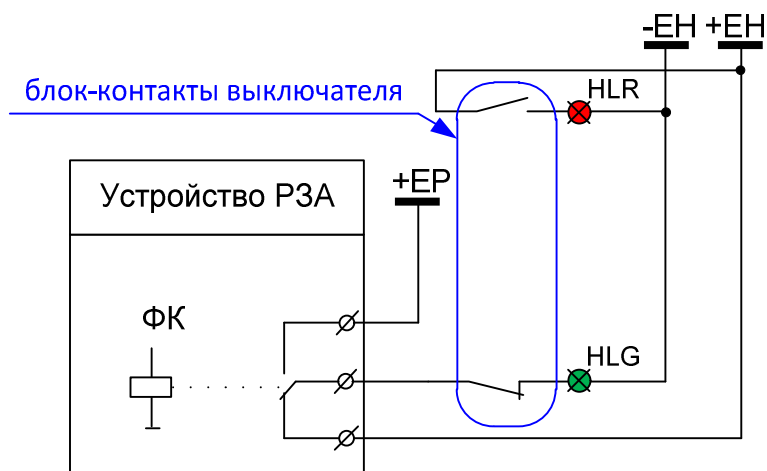 -EH +EH
блок-контакты выключателя
HLR
Устройство РЗА
+EP
ФК
HLG